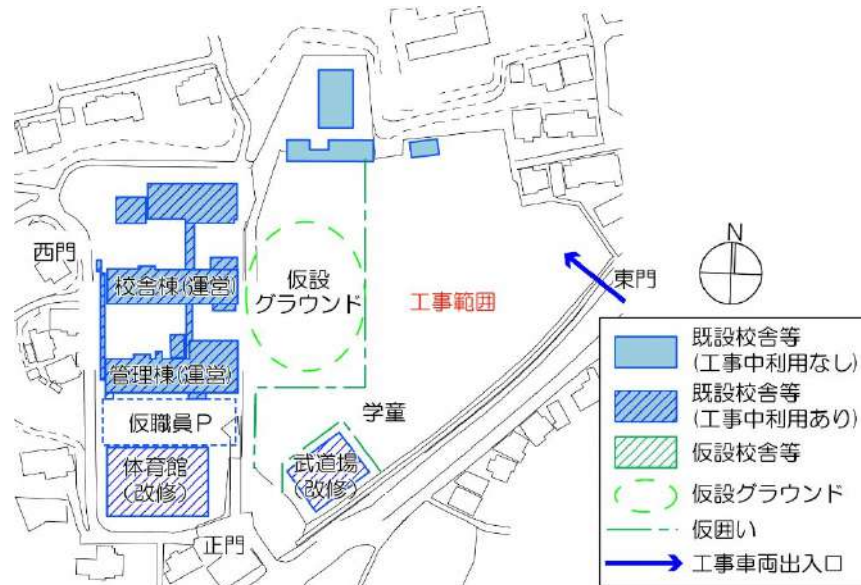 西門
校舎棟(運営)
管理棟(運営)
仮職員P
体育館
(改修)
正門
仮設
グラウンド
学童
武道場
(改修)
工事範囲
東門
N
既設校舎等
(工事中利用なし)
既設校舎等
(工事中利用あり)
仮設校舎等
仮設グラウンド
仮囲い
工事車両出入口